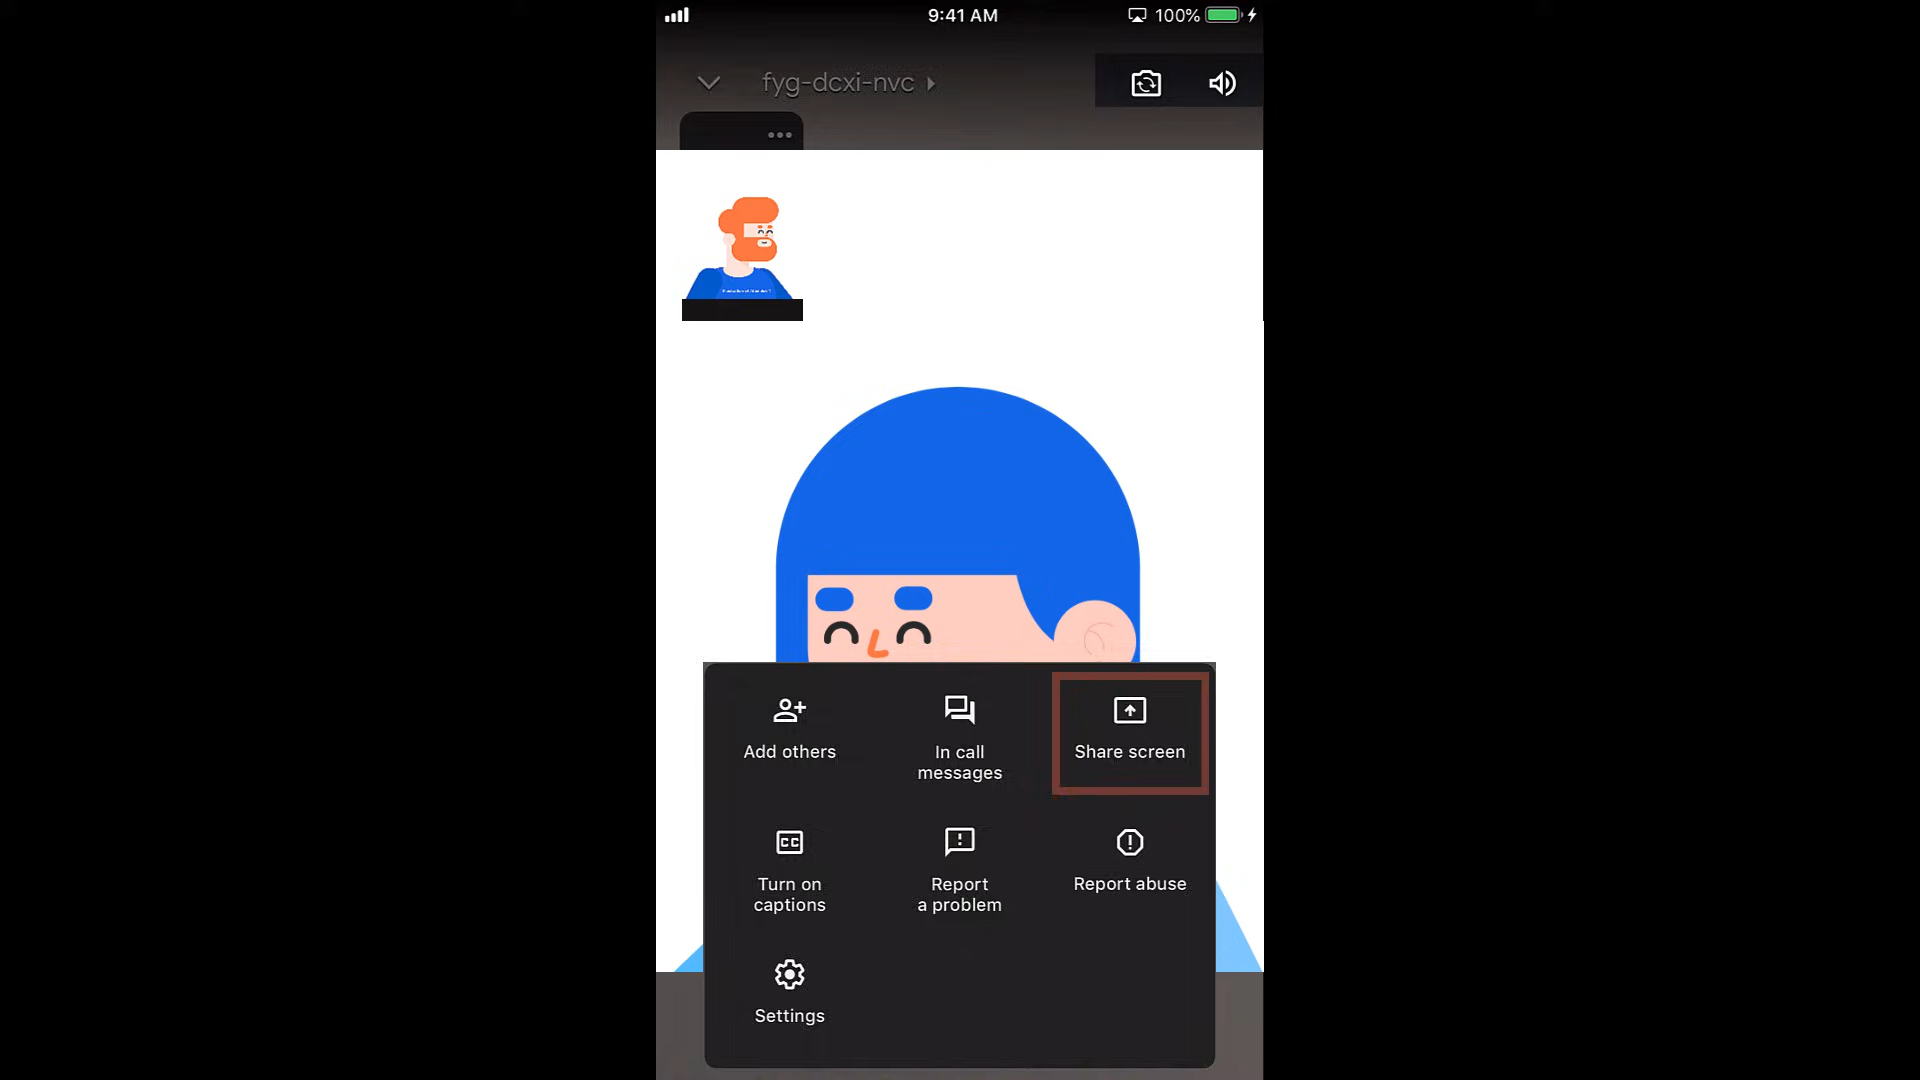 9:41 AM
100%
fyg-dcxi-nvc
Add others
In call
messages
Share screen
CC
Turn on
captions
Report
a problem
Report abuse
Settings